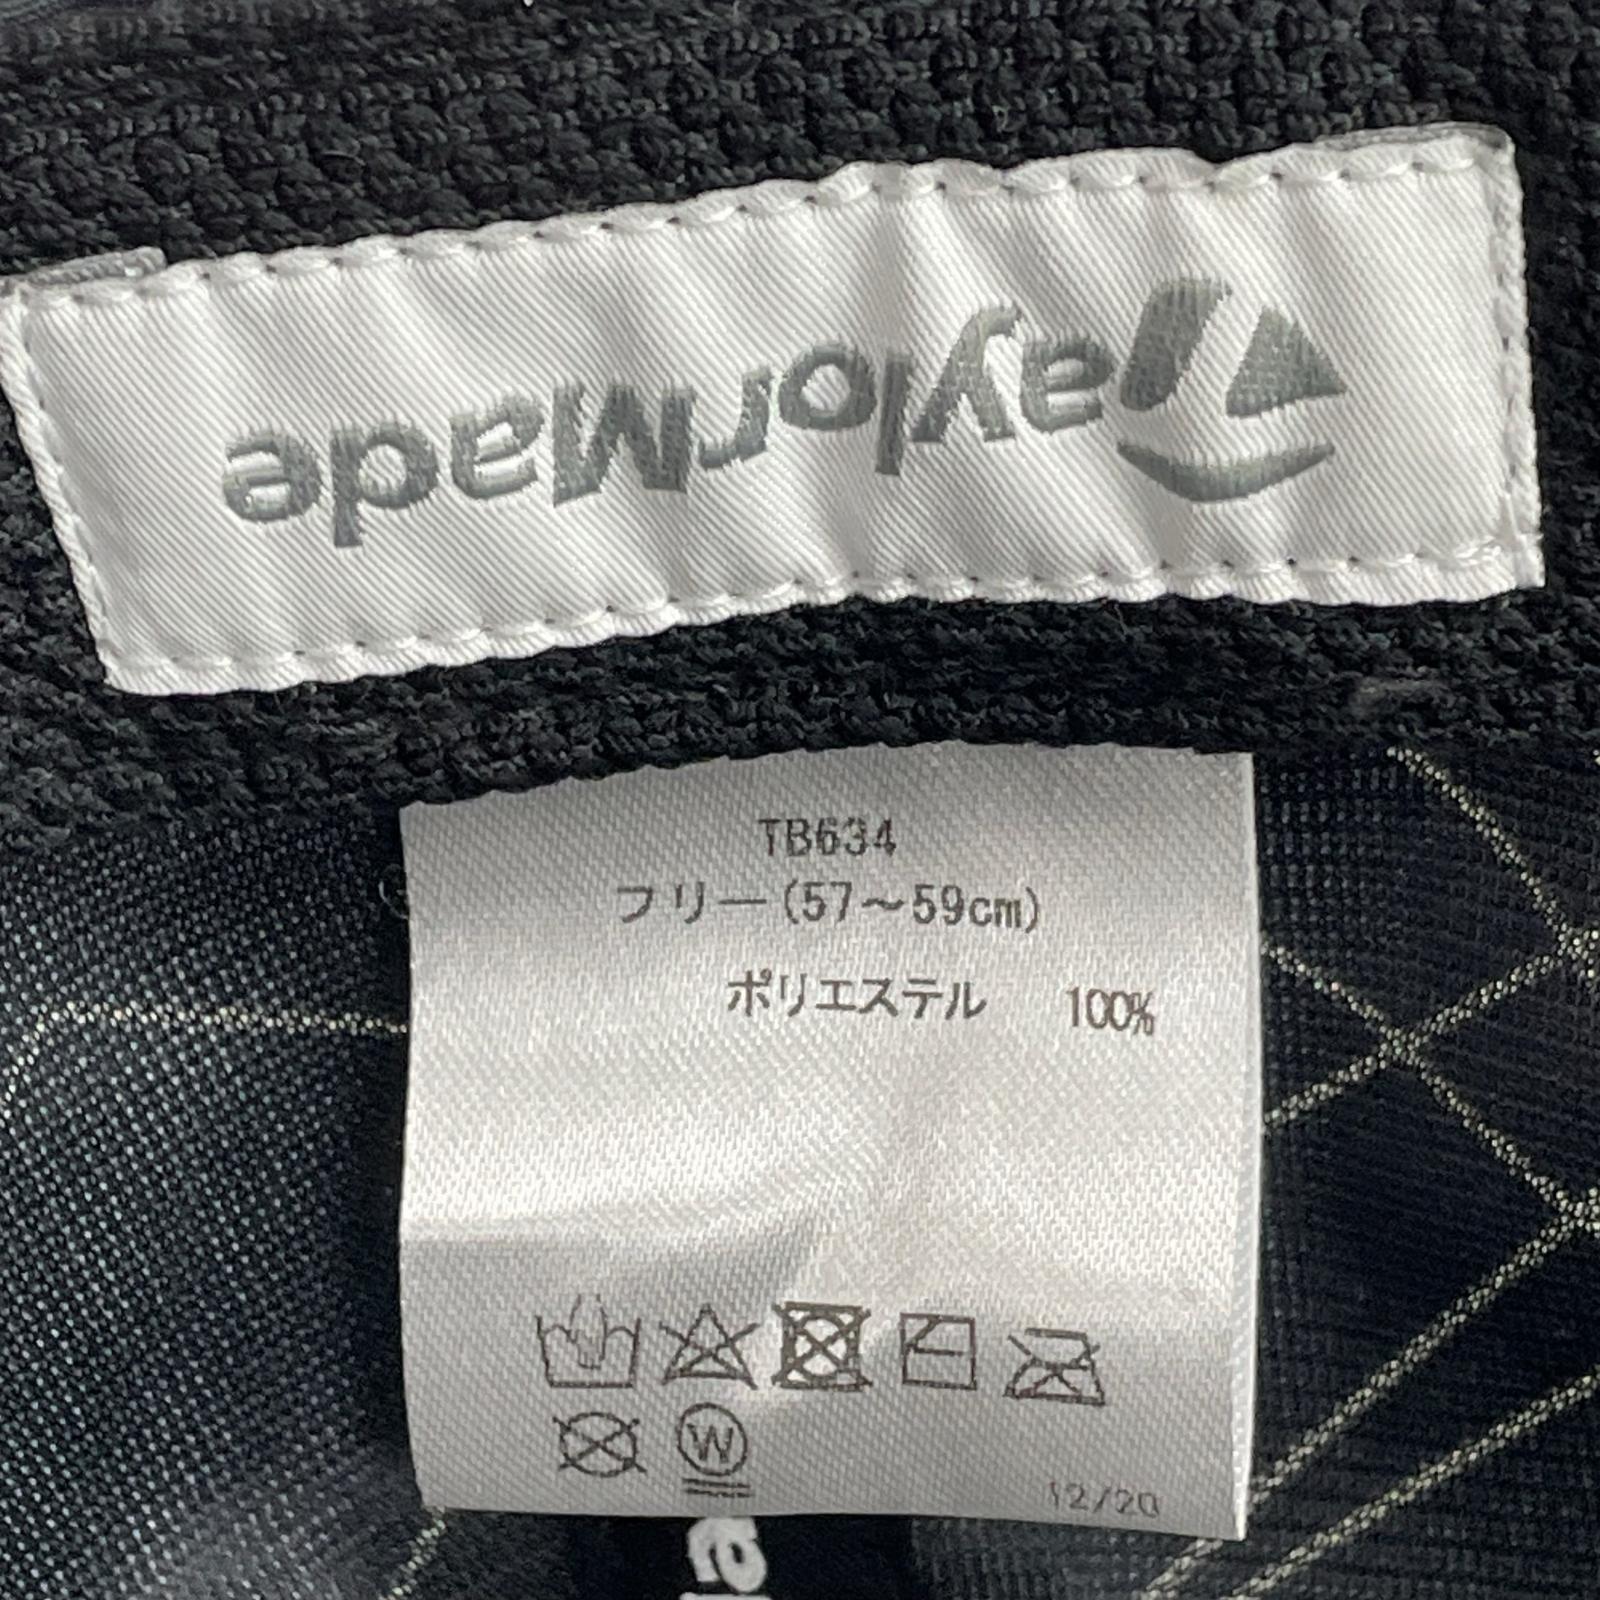 TaylorMade
TB634
フリー(57～59cm)
ポリエステル 100%
W
12/20